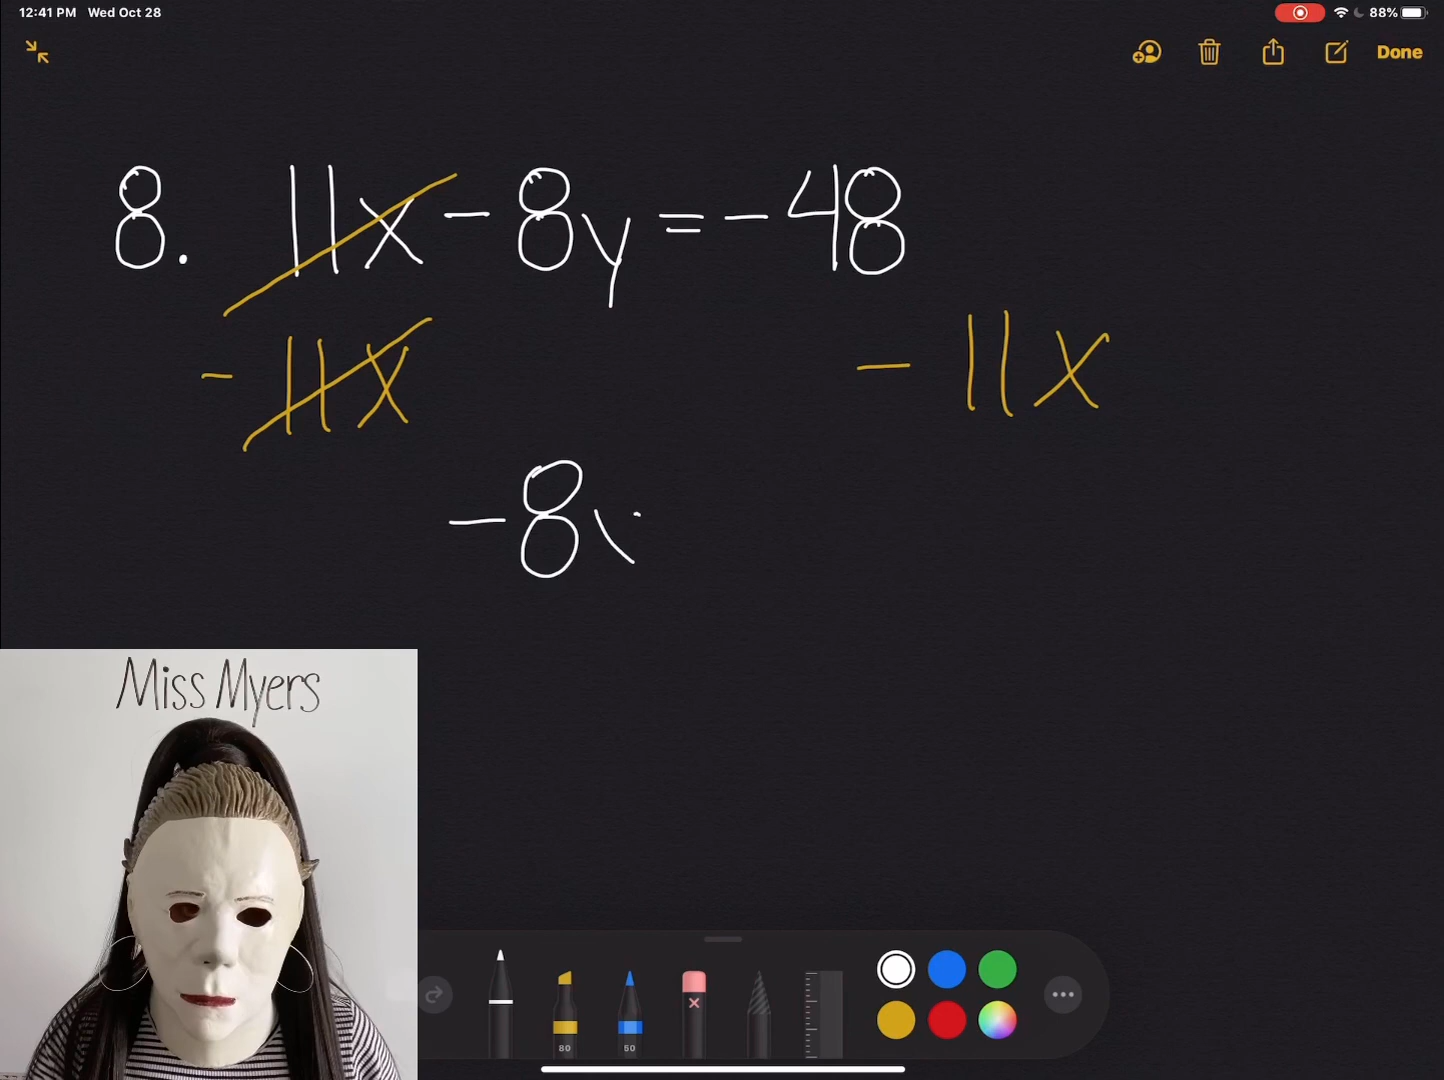 12:41 PM Wed Oct 28 88%
Done
8. 11x - 8y = -48
- 11x - 11x
-8
Miss Myers
80 50